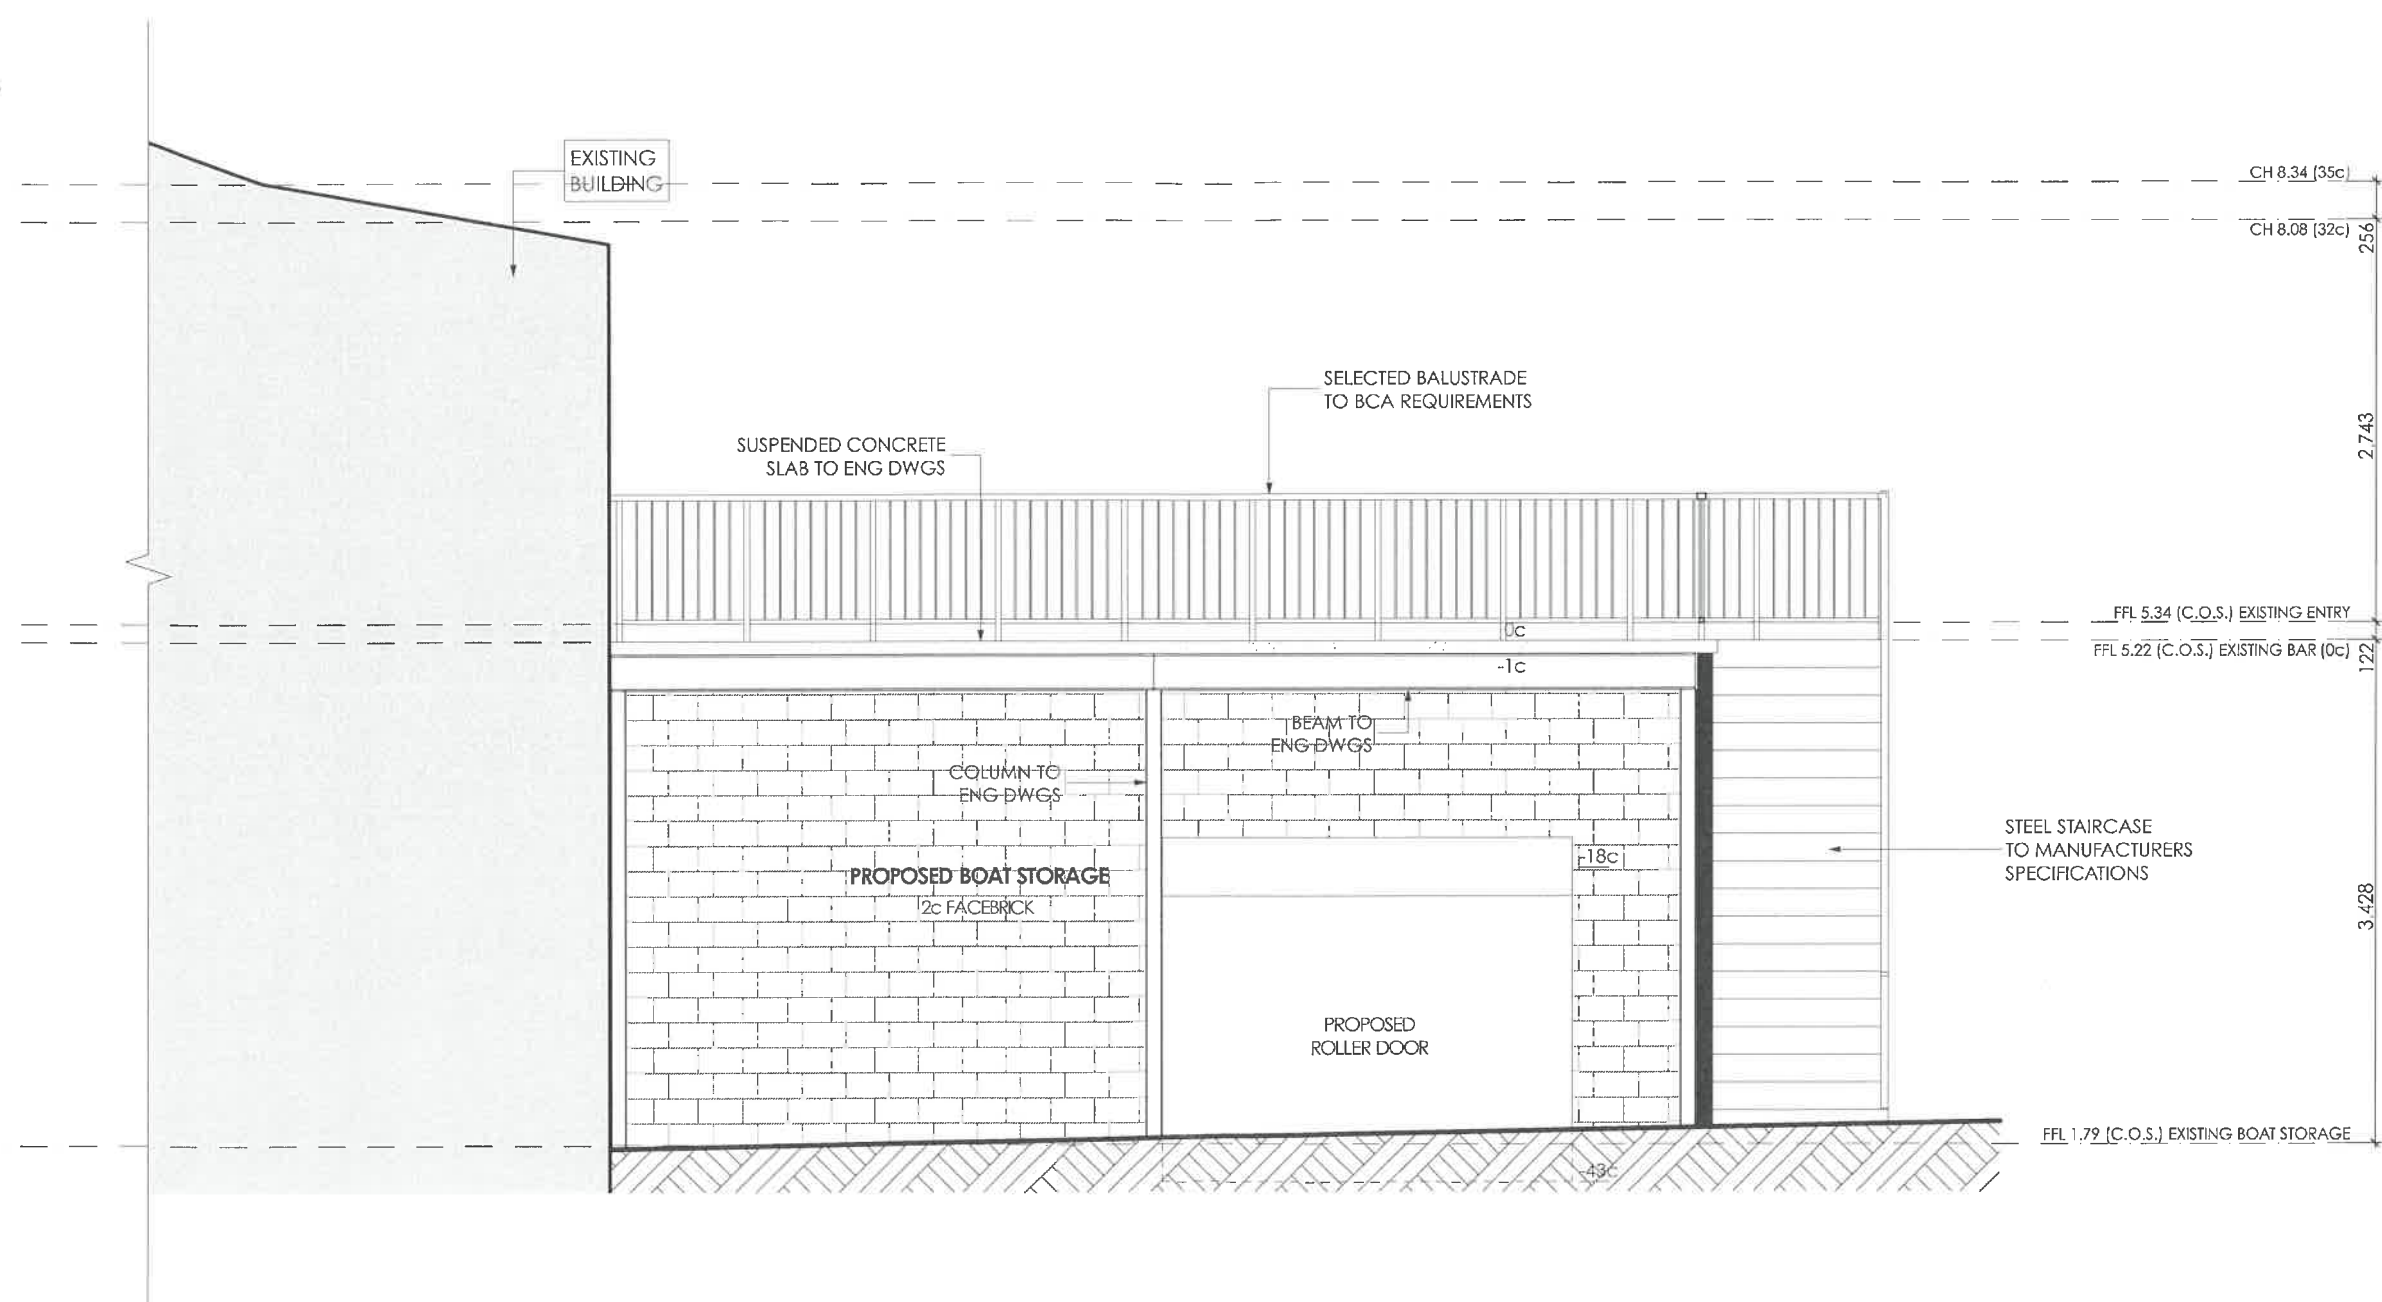 EXISTING
BUILDING
CH 8.34 (35c)
CH 8.08 (32c)
256
SELECTED BALUSTRADE
TO BCA REQUIREMENTS
2,743
SUSPENDED CONCRETE
SLAB TO ENG DWGS
FFL 5.34 (C.O.S.) EXISTING ENTRY
0c
FFL 5.22 (C.O.S.) EXISTING BAR (0c)
122
-1c
BEAM TO
ENG DWGS
COLUMN TO
ENG DWGS
STEEL STAIRCASE
TO MANUFACTURERS
SPECIFICATIONS
-18c
PROPOSED BOAT STORAGE
2c FACEBRICK
3,428
PROPOSED
ROLLER DOOR
FFL 1.79 (C.O.S.) EXISTING BOAT STORAGE
-43c